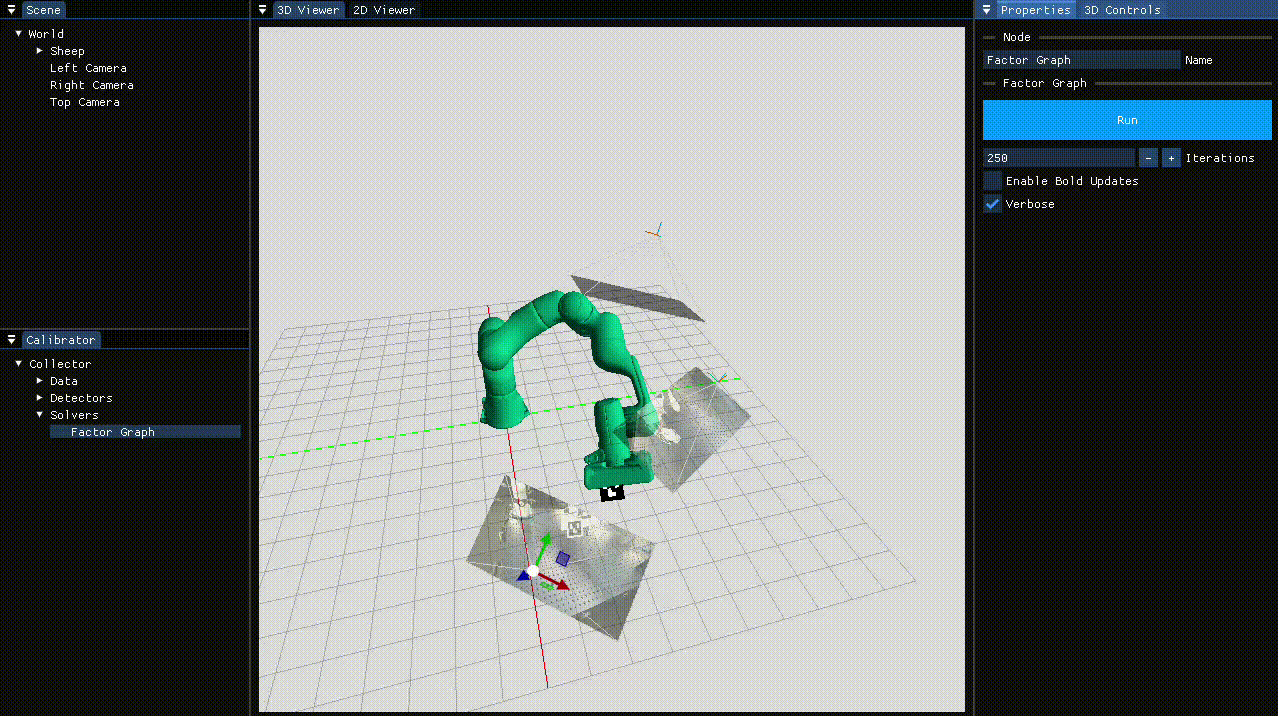 Scene
World
Sheep
Left Camera
Right Camera
Top Camera
Calibrator
Collector
Data
Detectors
Solvers
Factor Graph
3D Viewer 2D Viewer
Properties 3D Controls
Node
Factor Graph Name
Factor Graph
Run
250 - + Iterations
Enable Bold Updates
Verbose